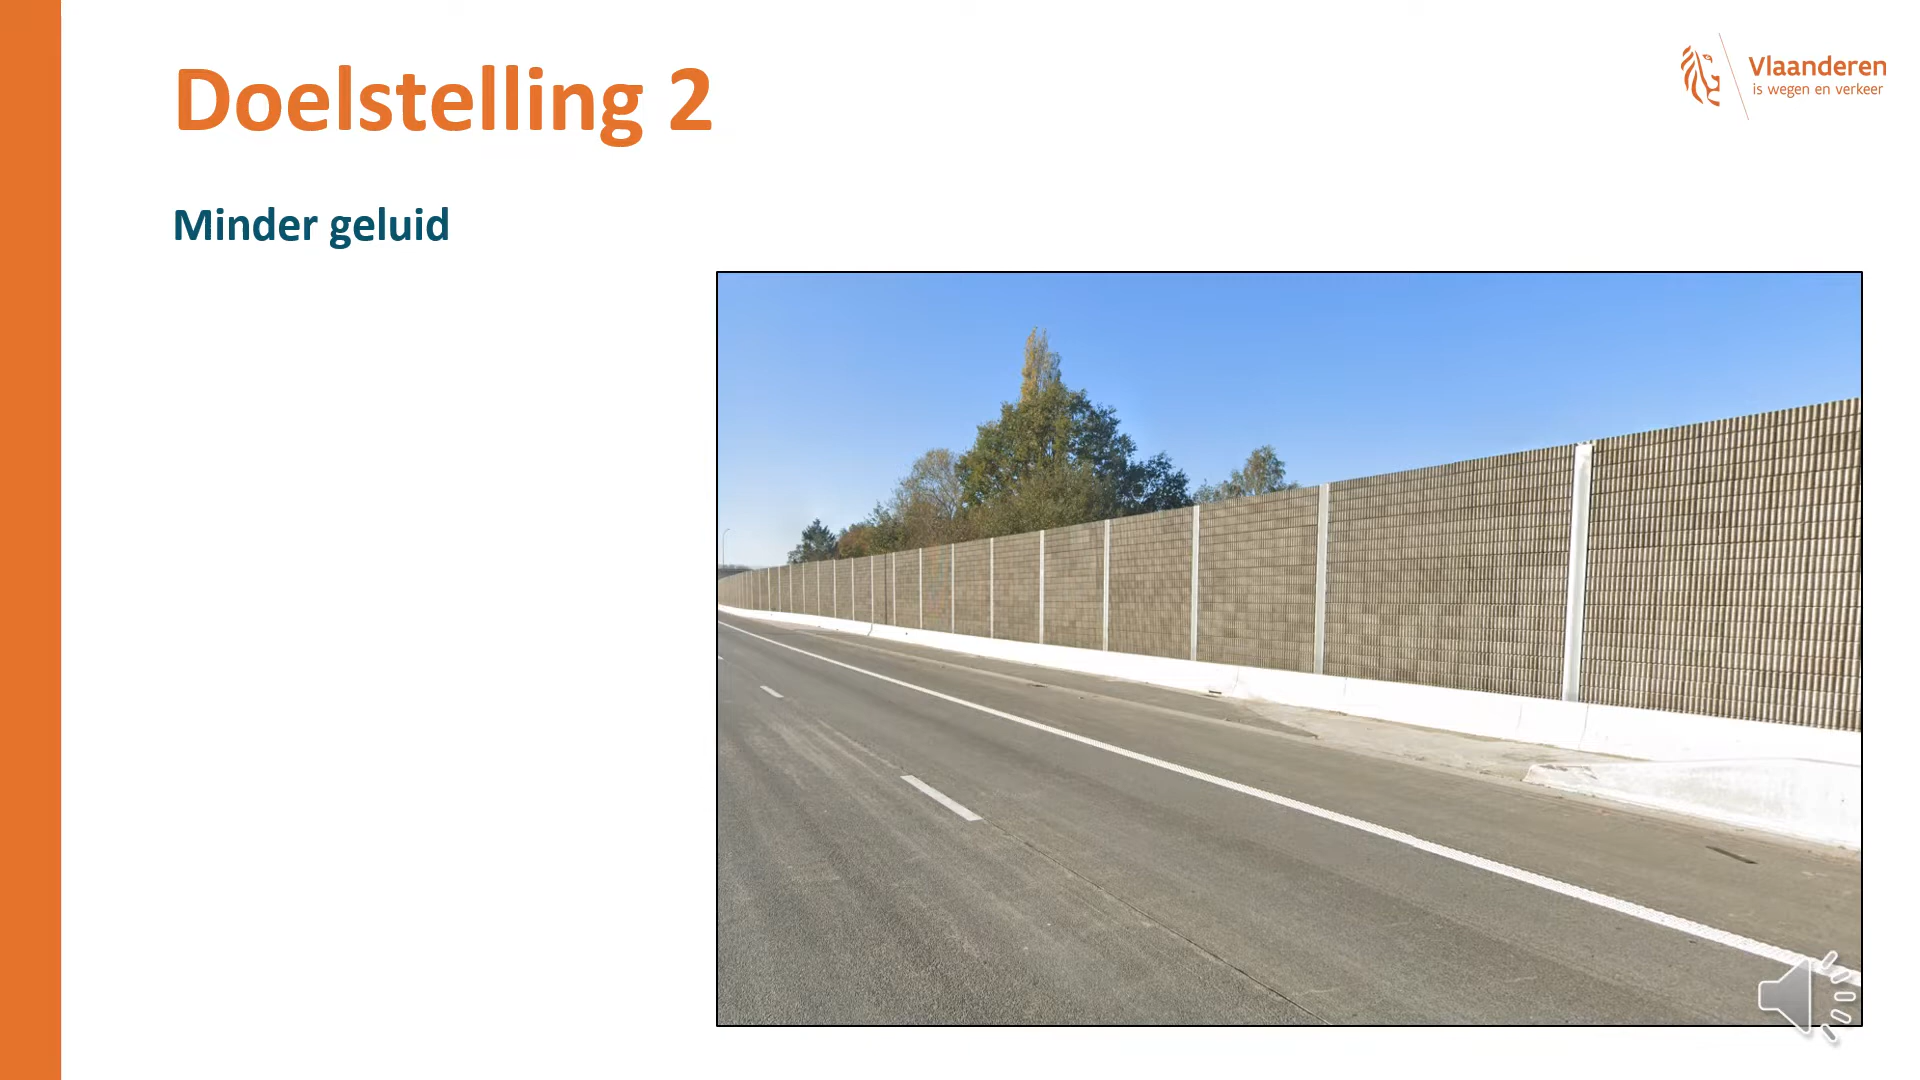 Doelstelling 2
Vlaanderen
is wegen en verkeer
Minder geluid